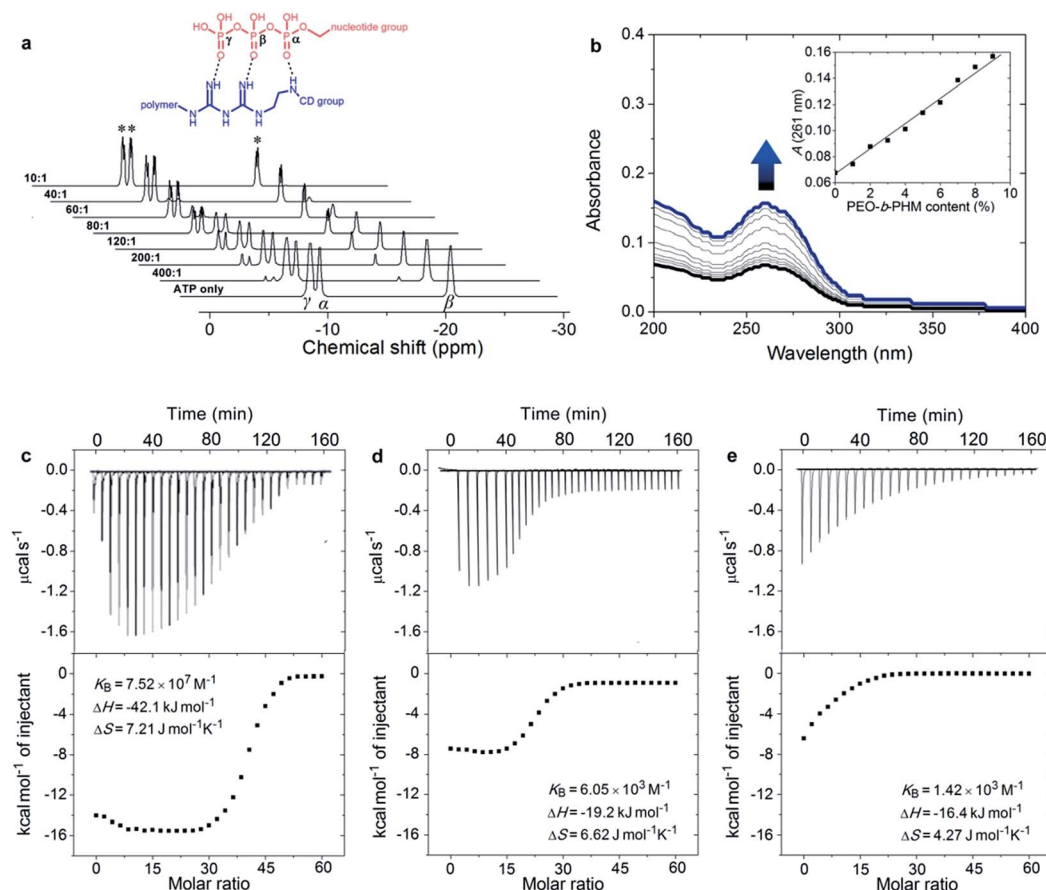 a
OH OH OH
HO P O P O P O nucleotide group
γ β α
O O O
NH NH H N CD group
polymer N H N H N H
* * *
10:1
40:1
60:1
80:1
120:1
200:1
400:1
ATP only
γ α β
0 -10 -20 -30
Chemical shift (ppm)
b
0.4
0.3
0.2
0.1
0.0
Absorbance
200 250 300 350 400
Wavelength (nm)
0.16
0.14
0.12
0.10
0.08
0.06
A (261 nm)
0 2 4 6 8 10
PEO-b-PHM content (%)
Time (min)
0 40 80 120 160
c
0.0
-0.4
-0.8
-1.2
-1.6
μcal s⁻¹
0
-4
-8
-12
-16
kcal mol⁻¹ of injectant
K_B = 7.52 × 10⁷ M⁻¹
ΔH = -42.1 kJ mol⁻¹
ΔS = 7.21 J mol⁻¹K⁻¹
0 15 30 45 60
Molar ratio
Time (min)
0 40 80 120 160
d
0.0
-0.4
-0.8
-1.2
-1.6
μcal s⁻¹
0
-4
-8
-12
-16
kcal mol⁻¹ of injectant
K_B = 6.05 × 10³ M⁻¹
ΔH = -19.2 kJ mol⁻¹
ΔS = 6.62 J mol⁻¹K⁻¹
0 15 30 45 60
Molar ratio
Time (min)
0 40 80 120 160
e
0.0
-0.4
-0.8
-1.2
-1.6
μcal s⁻¹
0
-4
-8
-12
-16
kcal mol⁻¹ of injectant
K_B = 1.42 × 10³ M⁻¹
ΔH = -16.4 kJ mol⁻¹
ΔS = 4.27 J mol⁻¹K⁻¹
0 15 30 45 60
Molar ratio